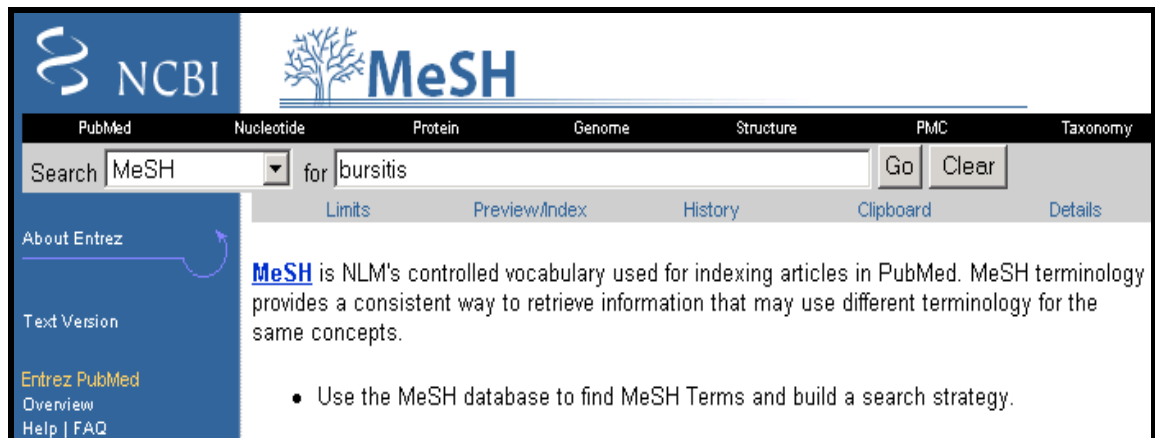 NCBI
MeSH
PubMed Nucleotide Protein Genome Structure PMC Taxonomy
Search MeSH for bursitis Go Clear
Limits Preview/Index History Clipboard Details
About Entrez
MeSH is NLM's controlled vocabulary used for indexing articles in PubMed. MeSH terminology
provides a consistent way to retrieve information that may use different terminology for the
same concepts.
Text Version
Entrez PubMed
Overview
Help | FAQ
• Use the MeSH database to find MeSH Terms and build a search strategy.